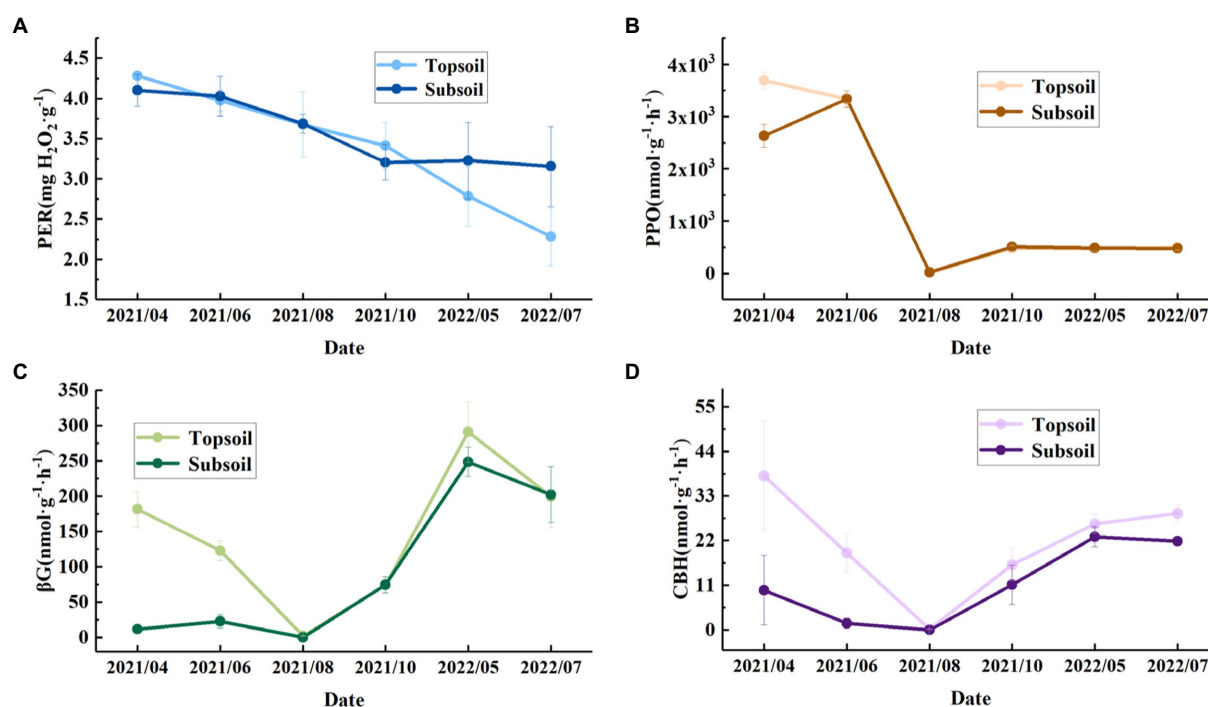 A
PER(mg H₂O₂·g⁻¹)
4.5
4.0
3.5
3.0
2.5
2.0
1.5
Topsoil
Subsoil
2021/04 2021/06 2021/08 2021/10 2022/05 2022/07
Date
B
PPO(nmol·g⁻¹·h⁻¹)
4x10³
3x10³
2x10³
1x10³
0
Topsoil
Subsoil
2021/04 2021/06 2021/08 2021/10 2022/05 2022/07
Date
C
βG(nmol·g⁻¹·h⁻¹)
350
300
250
200
150
100
50
0
Topsoil
Subsoil
2021/04 2021/06 2021/08 2021/10 2022/05 2022/07
Date
D
CBH(nmol·g⁻¹·h⁻¹)
55
44
33
22
11
0
Topsoil
Subsoil
2021/04 2021/06 2021/08 2021/10 2022/05 2022/07
Date